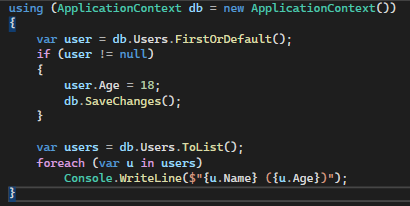 using (ApplicationContext db = new ApplicationContext())
{
    var user = db.Users.FirstOrDefault();
    if (user != null)
    {
        user.Age = 18;
        db.SaveChanges();
    }
    var users = db.Users.ToList();
    foreach (var u in users)
        Console.WriteLine($"{u.Name} ({u.Age})");
}